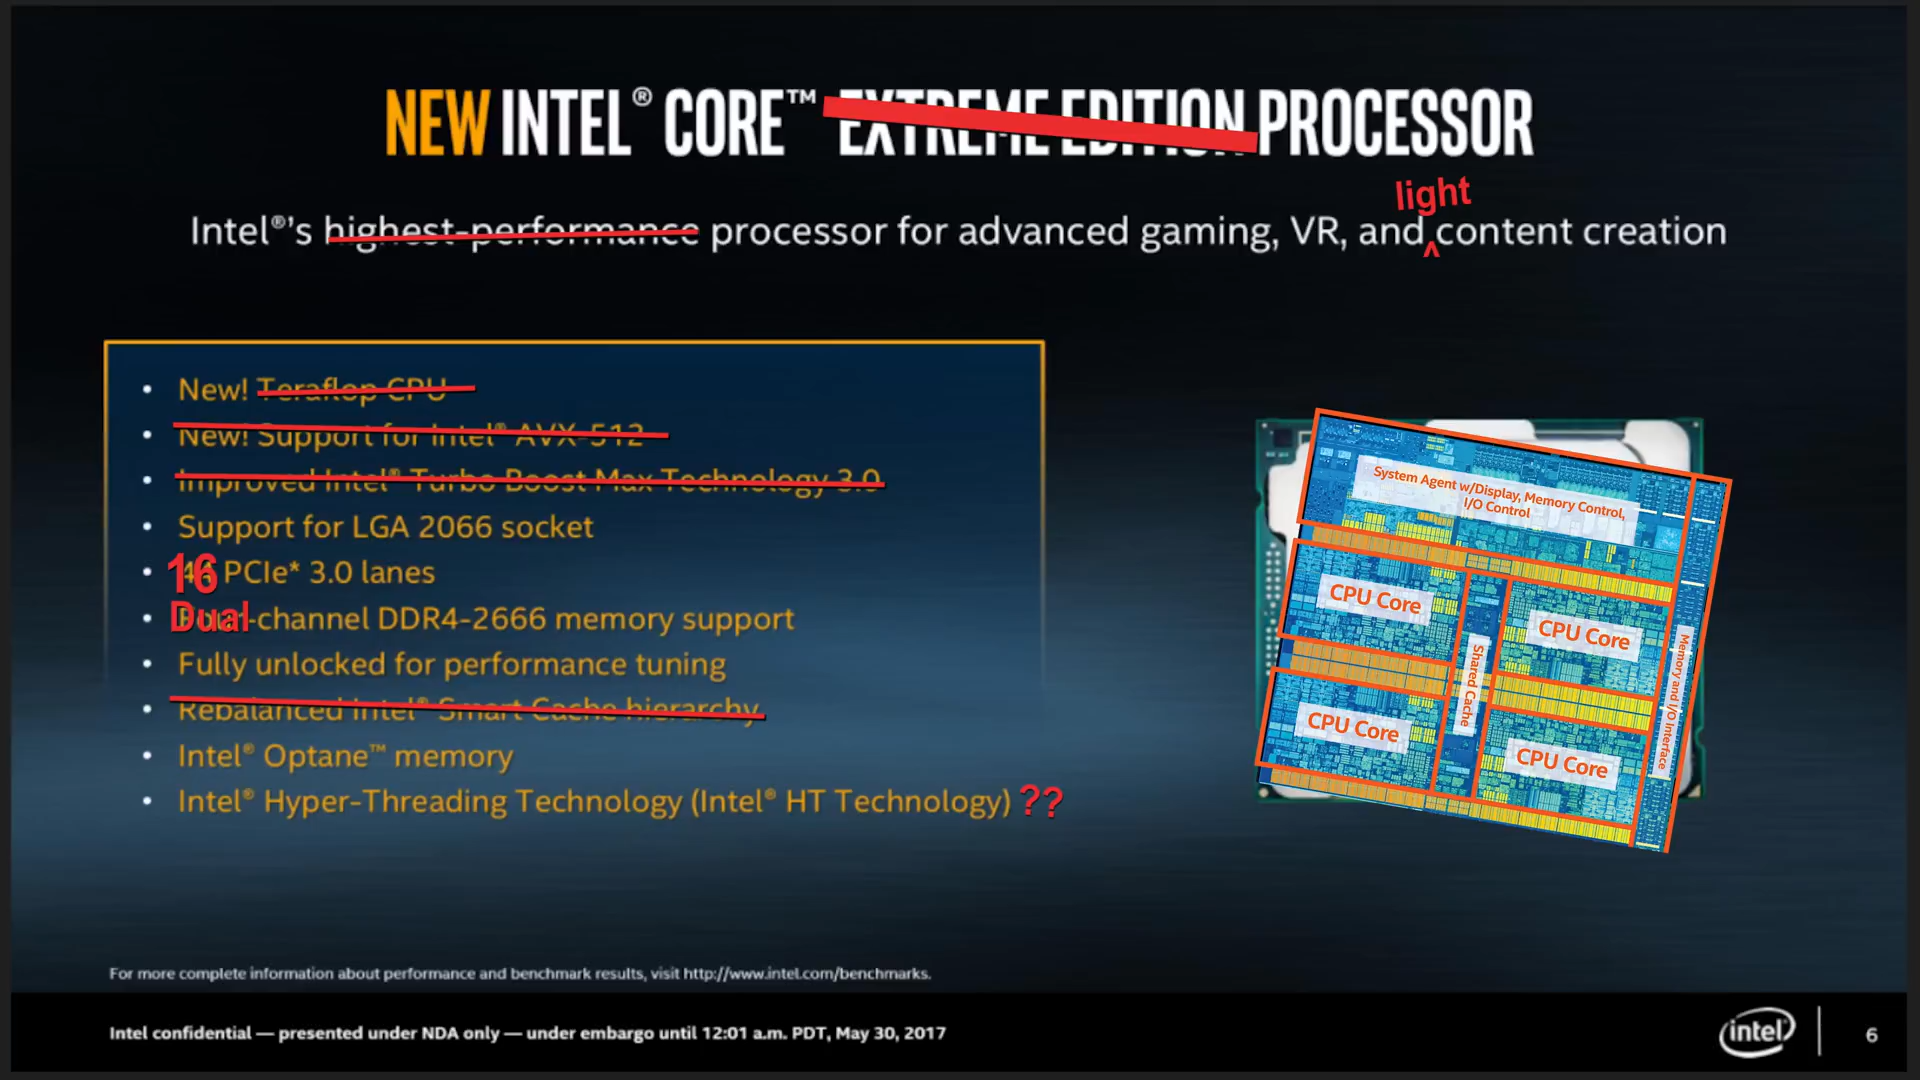 NEW INTEL® CORE™ EXTREME EDITION PROCESSOR
light
Intel®'s highest-performance processor for advanced gaming, VR, and ^ content creation
• New! Teraflop CPU
• New! Support for Intel® AVX-512
• Improved Intel® Turbo Boost Max Technology 3.0
• Support for LGA 2066 socket
• 16 PCIe* 3.0 lanes
• Dual-channel DDR4-2666 memory support
• Fully unlocked for performance tuning
• Rebalanced Intel® Smart Cache hierarchy
• Intel® Optane™ memory
• Intel® Hyper-Threading Technology (Intel® HT Technology) ??
System Agent w/Display, Memory Control,
I/O Control
CPU Core
CPU Core
Shared Cache
Memory and I/O Interface
CPU Core
CPU Core
For more complete information about performance and benchmark results, visit http://www.intel.com/benchmarks.
Intel confidential — presented under NDA only — under embargo until 12:01 a.m. PDT, May 30, 2017
intel
6